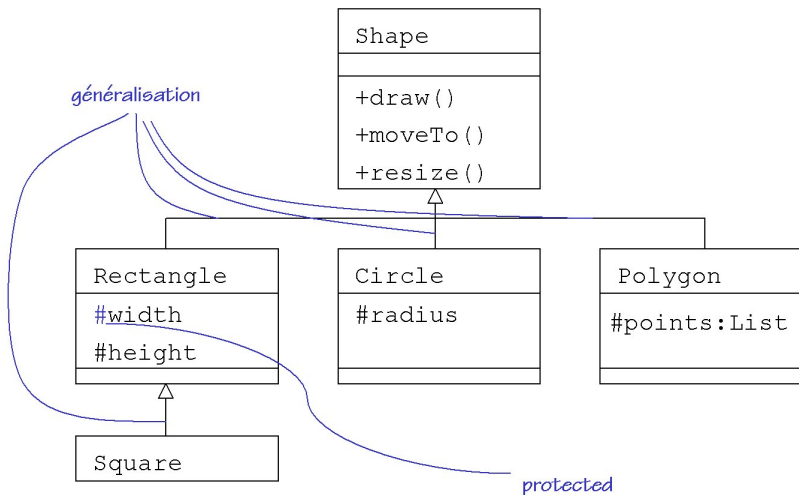 Shape
généralisation
+draw()
+moveTo()
+resize()
Rectangle
Circle
Polygon
#width
#radius
#points:List
#height
Square
protected